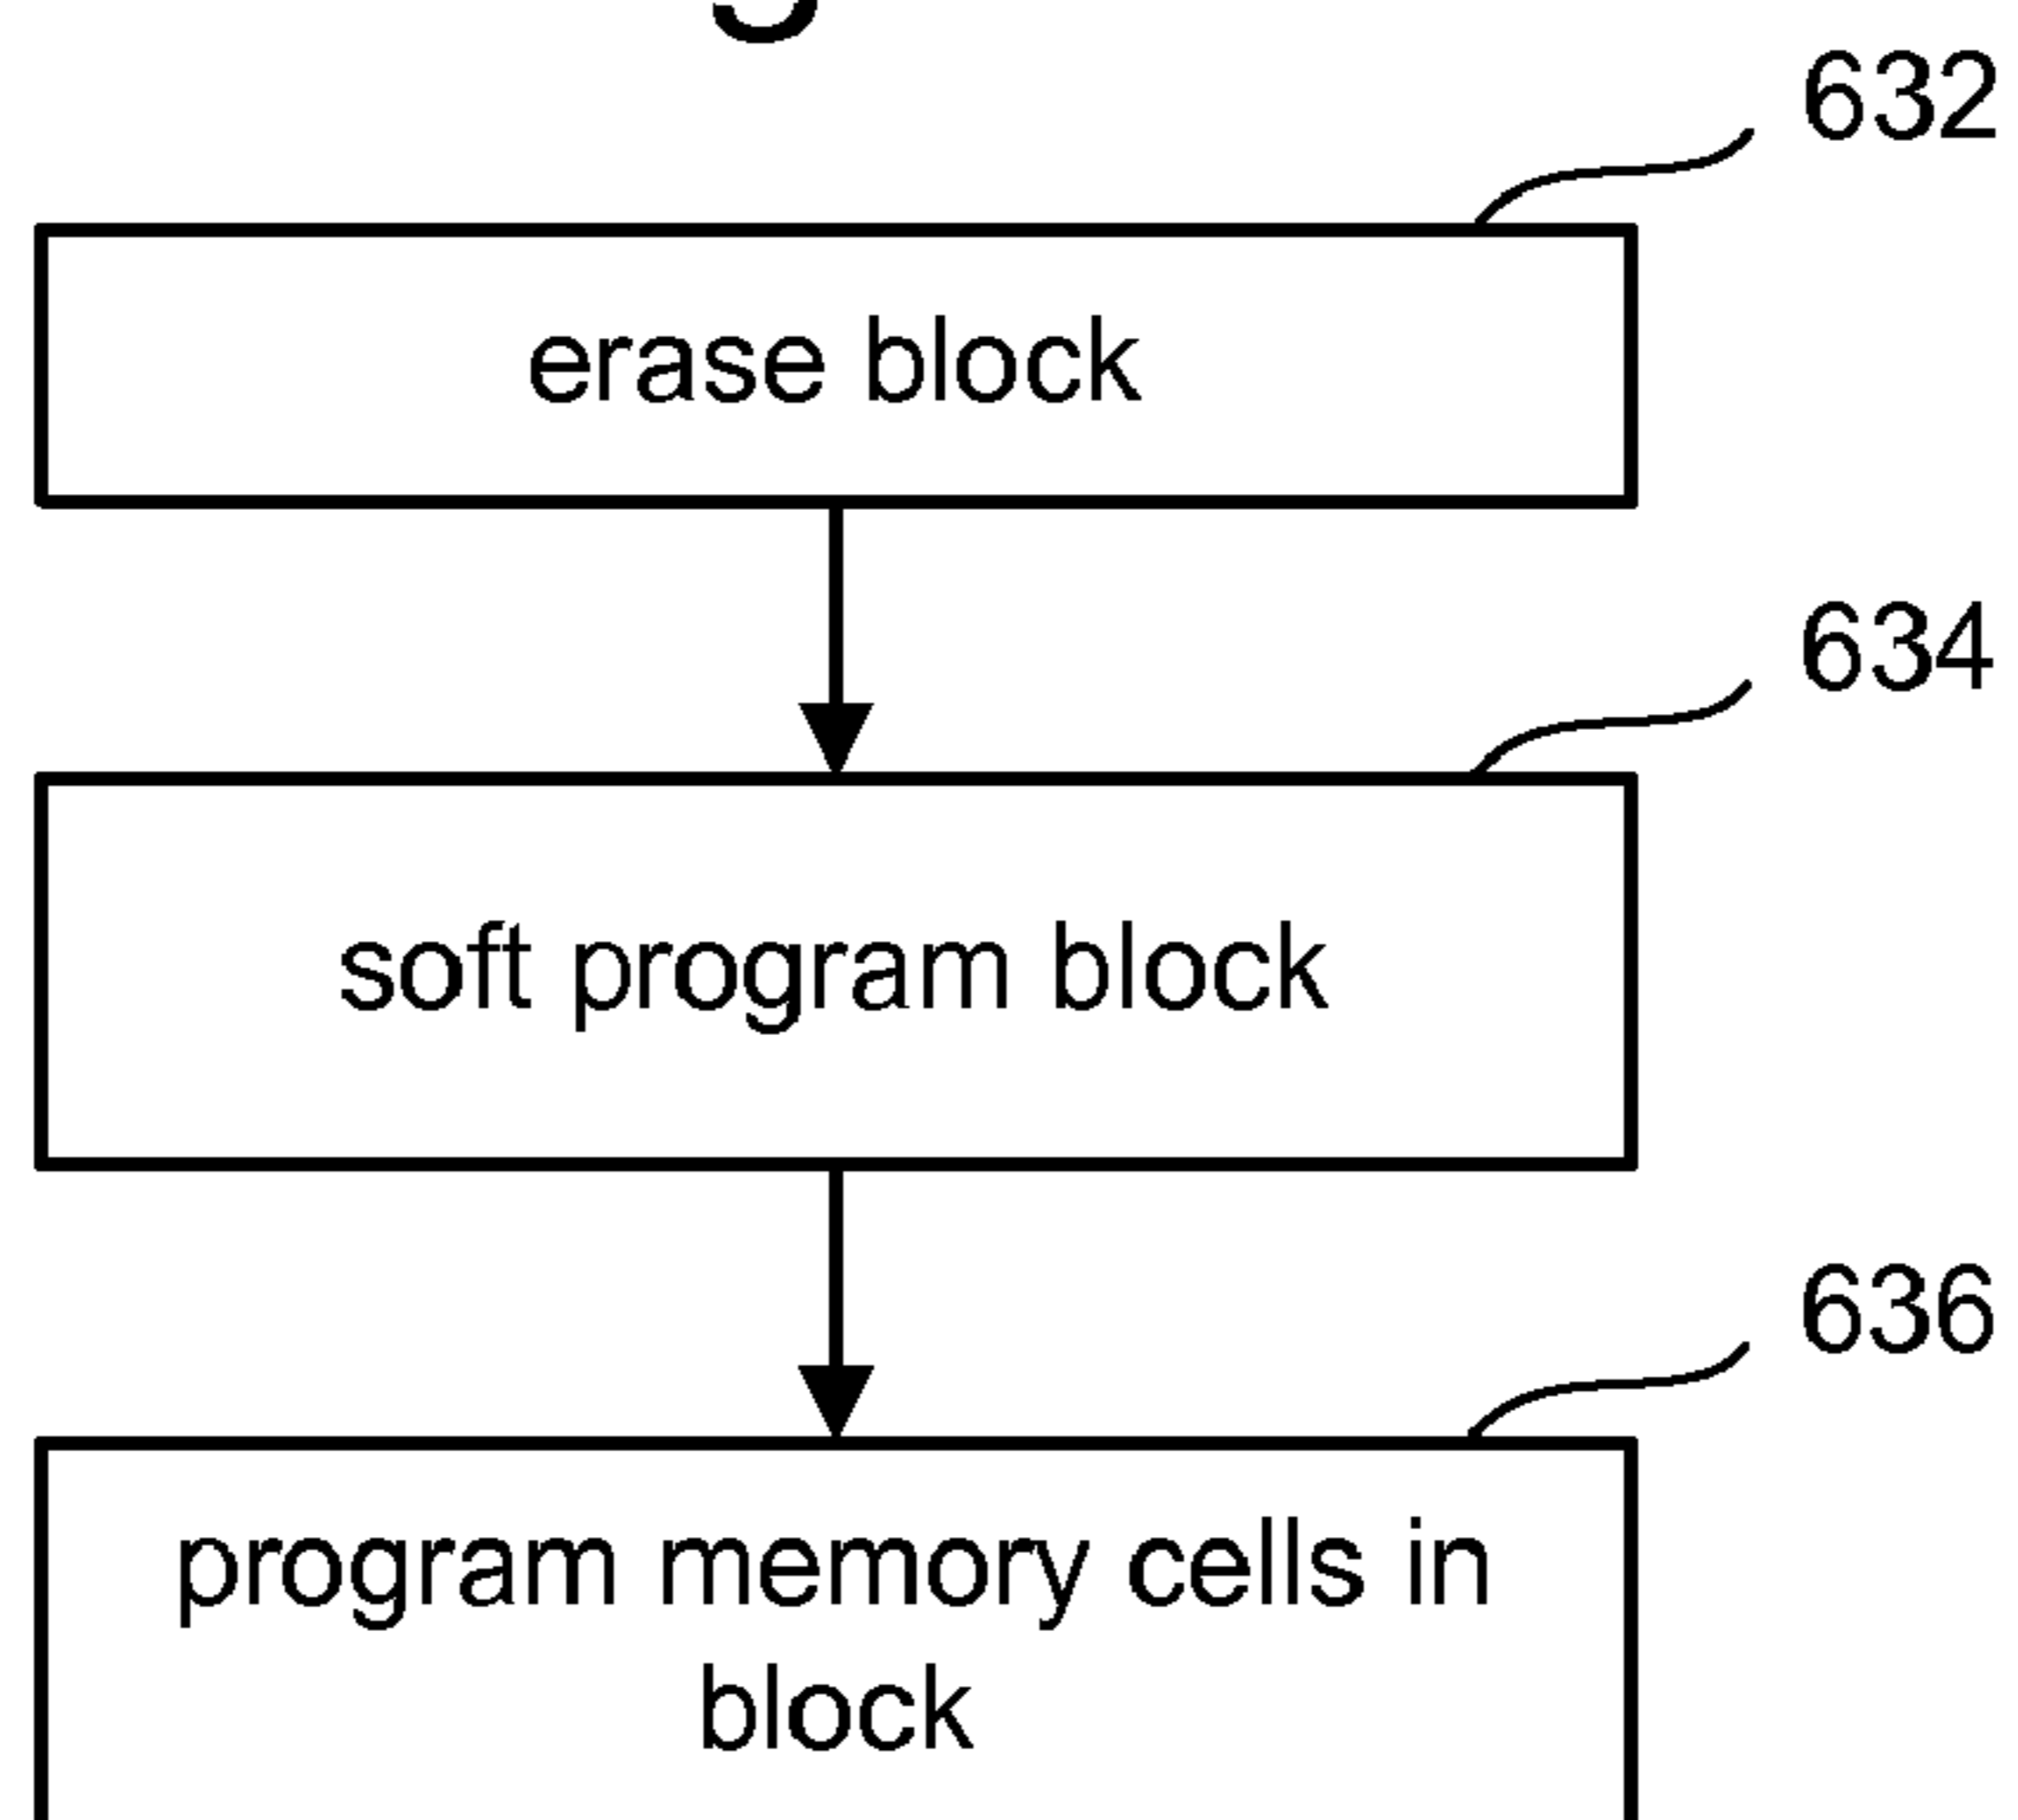 632
erase block
634
soft program block
636
program memory cells in
block